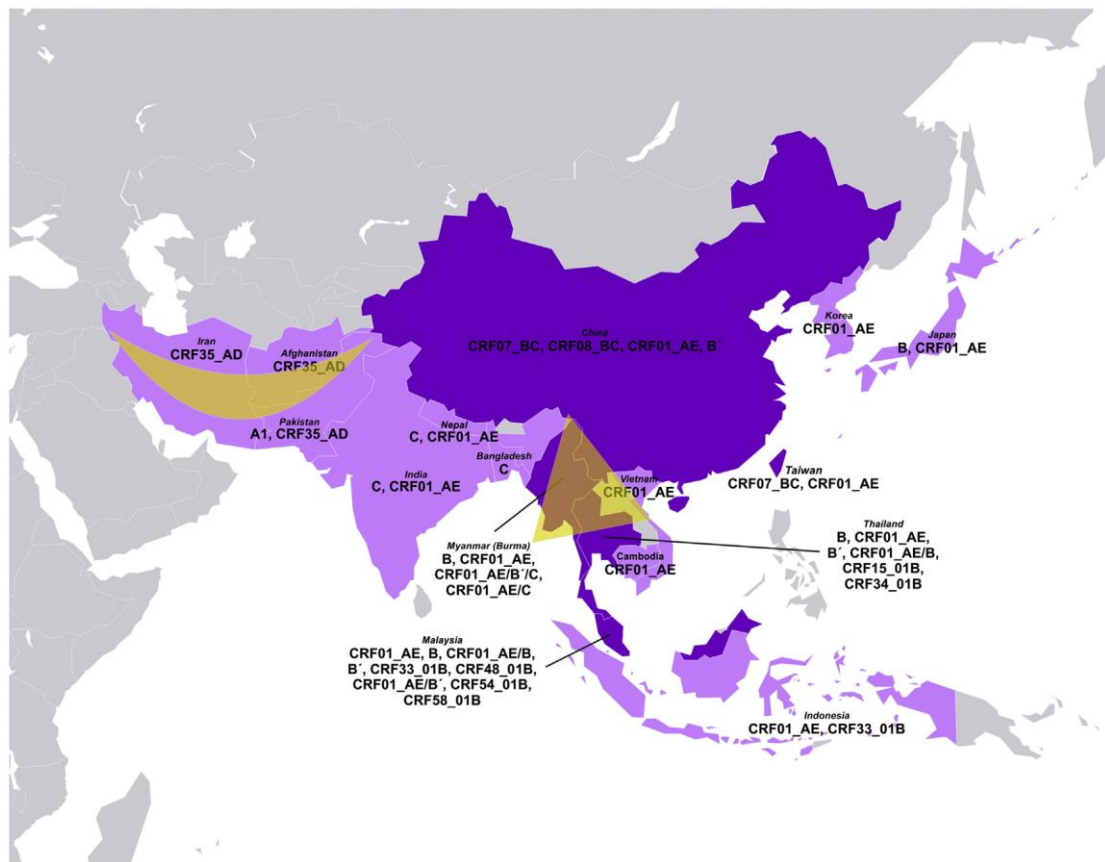 Iran
CRF35_AD
Afghanistan
CRF35_AD
Pakistan
A1, CRF35_AD
China
CRF07_BC, CRF08_BC, CRF01_AE, B´
Korea
CRF01_AE
Japan
B, CRF01_AE
Nepal
C, CRF01_AE
Bangladesh
C
India
C, CRF01_AE
Vietnam
CRF01_AE
Taiwan
CRF07_BC, CRF01_AE
Myanmar (Burma)
B, CRF01_AE,
CRF01_AE/B´/C,
CRF01_AE/C
Cambodia
CRF01_AE
Thailand
B, CRF01_AE,
B´, CRF01_AE/B,
CRF15_01B,
CRF34_01B
Malaysia
CRF01_AE, B, CRF01_AE/B,
B´, CRF33_01B, CRF48_01B,
CRF01_AE/B´, CRF54_01B,
CRF58_01B
Indonesia
CRF01_AE, CRF33_01B